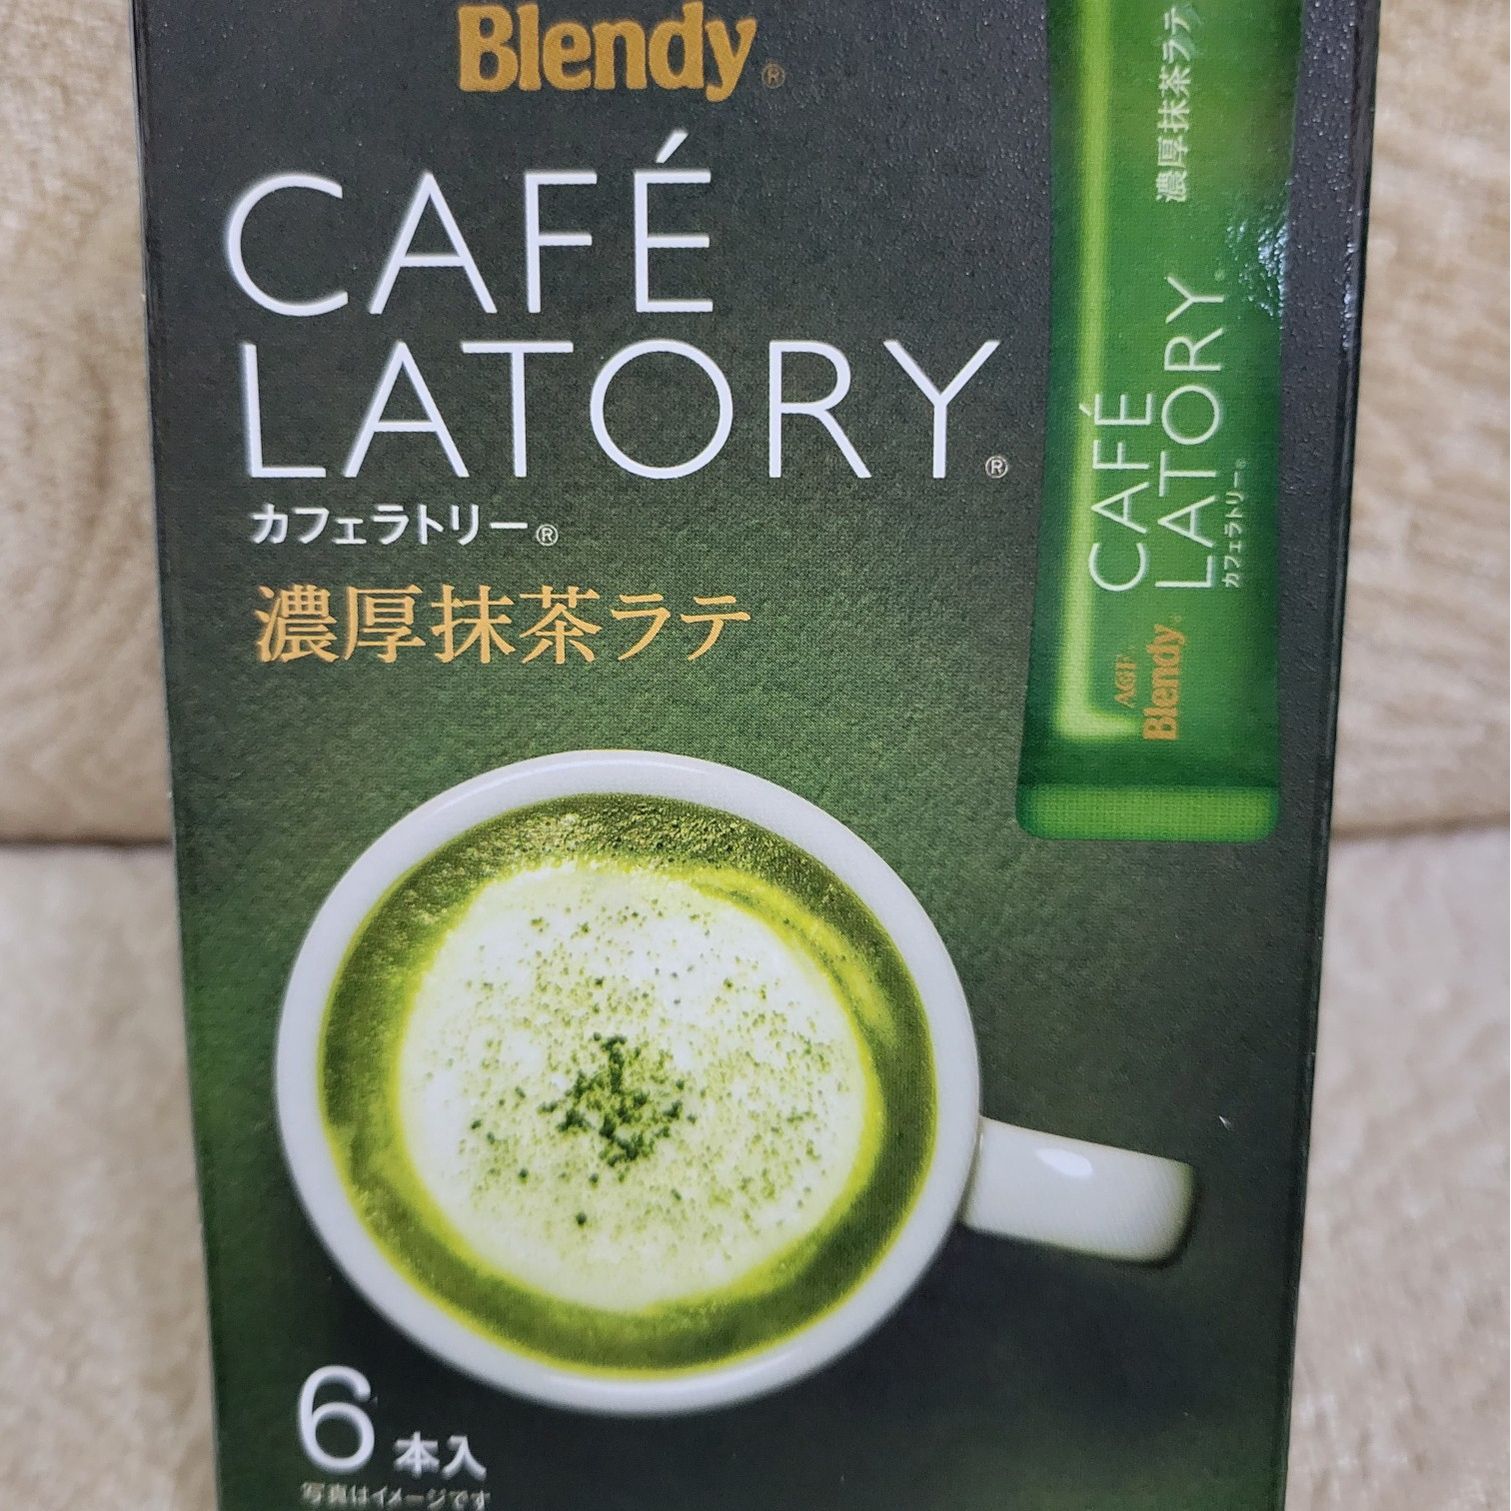 Blendy®
CAFÉ
LATORY®
カフェラトリー®
濃厚抹茶ラテ
6本入
写真はイメージです
濃厚抹茶ラテ
CAFÉ
LATORY®
カフェラトリー®
AGF®
Blendy®